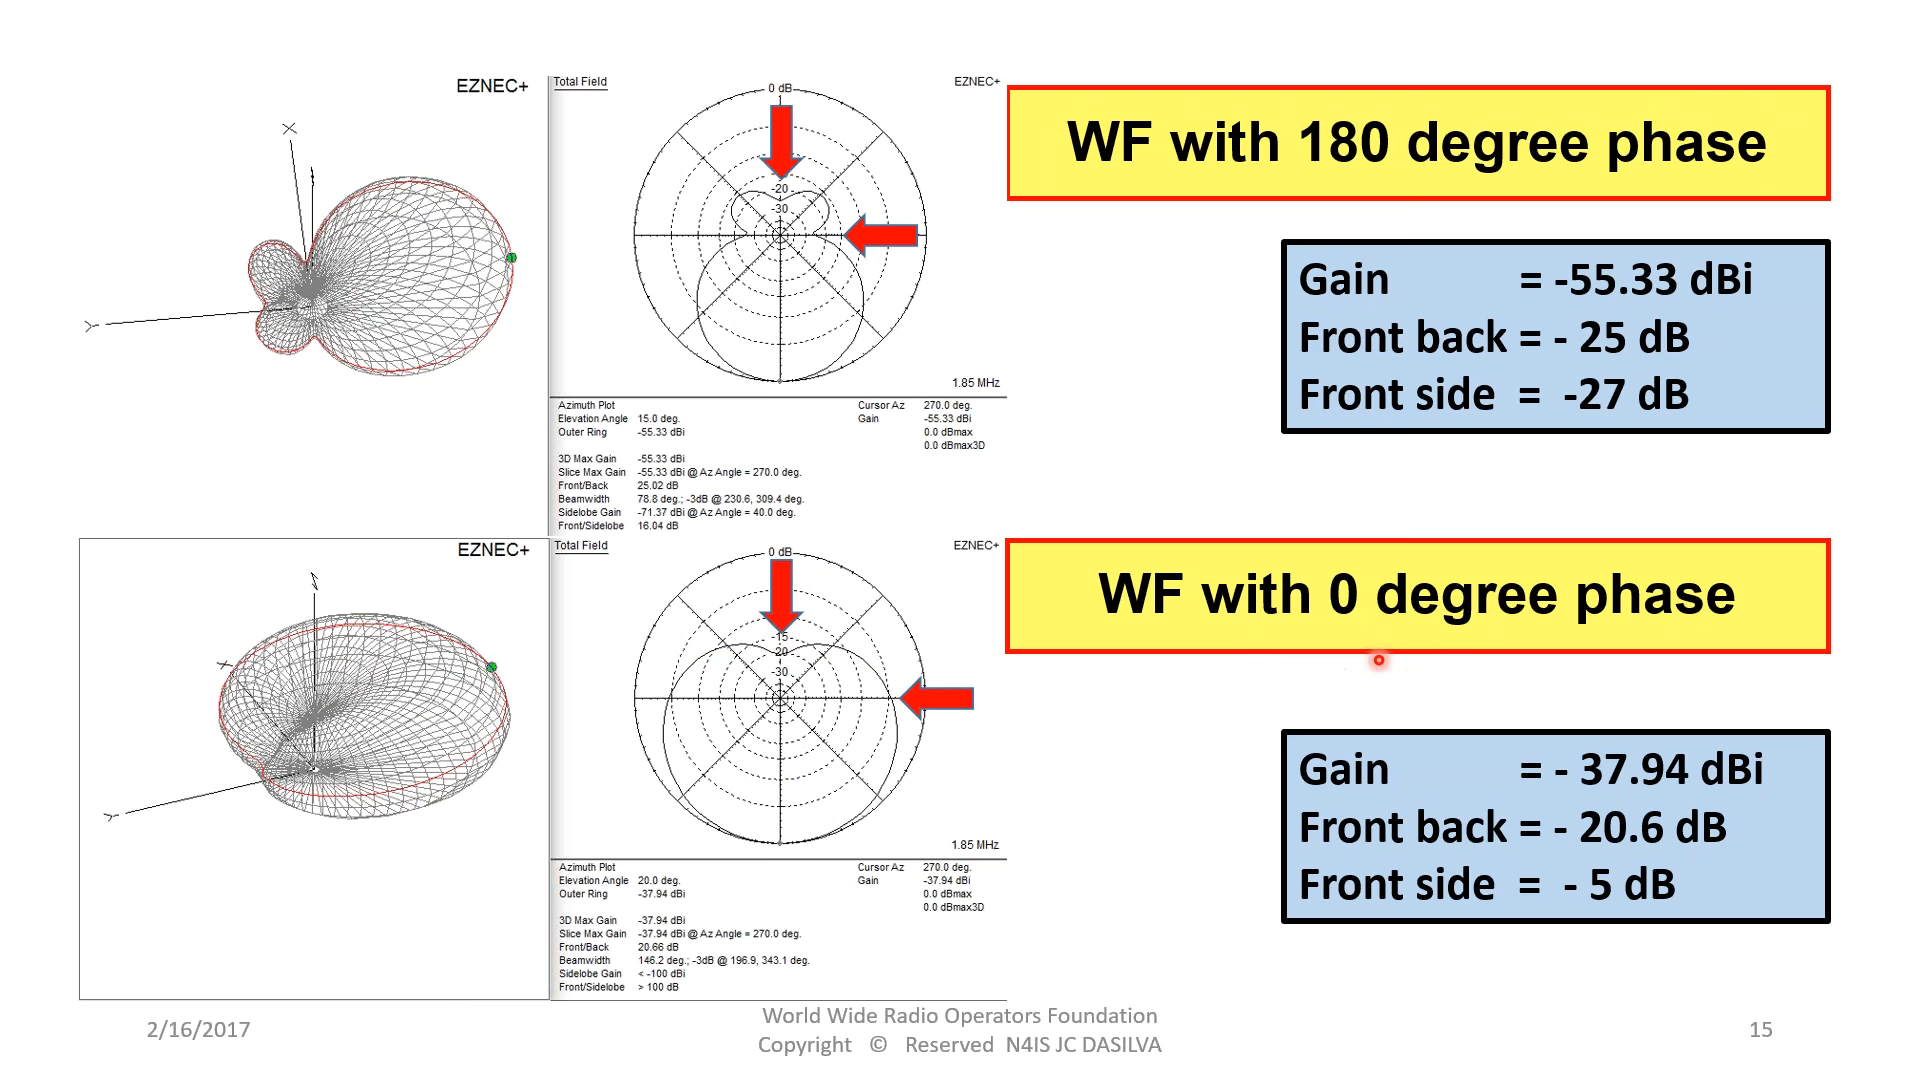 EZNEC+
X
Y
Total Field
EZNEC+
0 dB
-20
-30
1.85 MHz
Azimuth Plot
Elevation Angle 15.0 deg.
Outer Ring -55.33 dBi
Cursor Az 270.0 deg.
Gain -55.33 dBi
0.0 dBmax
0.0 dBmax3D
3D Max Gain -55.33 dBi
Slice Max Gain -55.33 dBi @ Az Angle = 270.0 deg.
Front/Back 25.02 dB
Beamwidth 78.8 deg.; -3dB @ 230.6, 309.4 deg.
Sidelobe Gain -71.37 dBi @ Az Angle = 40.0 deg.
Front/Sidelobe 16.04 dB
WF with 180 degree phase
Gain = -55.33 dBi
Front back = - 25 dB
Front side = -27 dB
EZNEC+
Z
X
Y
Total Field
EZNEC+
0 dB
-15
-20
-30
1.85 MHz
Azimuth Plot
Elevation Angle 20.0 deg.
Outer Ring -37.94 dBi
Cursor Az 270.0 deg.
Gain -37.94 dBi
0.0 dBmax
0.0 dBmax3D
3D Max Gain -37.94 dBi
Slice Max Gain -37.94 dBi @ Az Angle = 270.0 deg.
Front/Back 20.66 dB
Beamwidth 146.2 deg.; -3dB @ 196.9, 343.1 deg.
Sidelobe Gain < -100 dBi
Front/Sidelobe > 100 dB
WF with 0 degree phase
Gain = - 37.94 dBi
Front back = - 20.6 dB
Front side = - 5 dB
2/16/2017
World Wide Radio Operators Foundation
Copyright © Reserved N4IS JC DASILVA
15